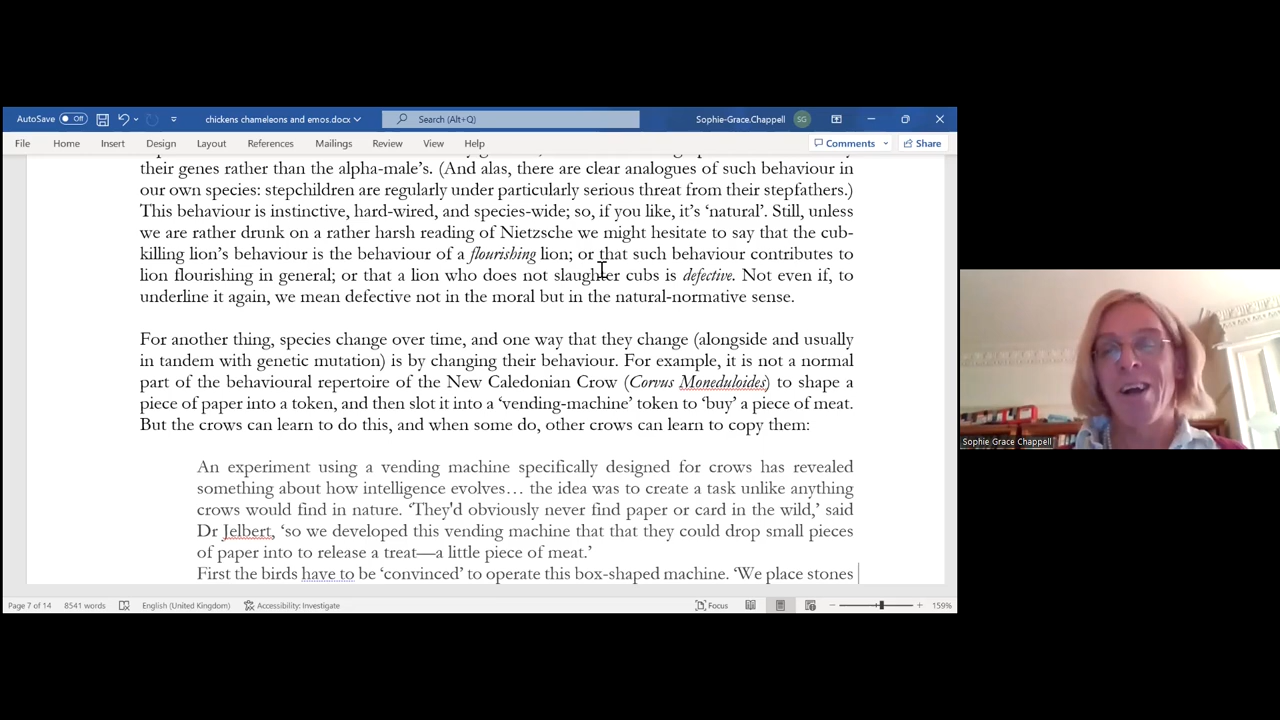 AutoSave Off
chickens chameleons and emos.docx
Search (Alt+Q)
Sophie-Grace.Chappell SG
File Home Insert Design Layout References Mailings Review View Help
Comments Share
their genes rather than the alpha-male’s. (And alas, there are clear analogues of such behaviour in
our own species: stepchildren are regularly under particularly serious threat from their stepfathers.)
This behaviour is instinctive, hard-wired, and species-wide; so, if you like, it’s ‘natural’. Still, unless
we are rather drunk on a rather harsh reading of Nietzsche we might hesitate to say that the cub-
killing lion’s behaviour is the behaviour of a flourishing lion; or that such behaviour contributes to
lion flourishing in general; or that a lion who does not slaughter cubs is defective. Not even if, to
underline it again, we mean defective not in the moral but in the natural-normative sense.
For another thing, species change over time, and one way that they change (alongside and usually
in tandem with genetic mutation) is by changing their behaviour. For example, it is not a normal
part of the behavioural repertoire of the New Caledonian Crow (Corvus Moneduloides) to shape a
piece of paper into a token, and then slot it into a ‘vending-machine’ token to ‘buy’ a piece of meat.
But the crows can learn to do this, and when some do, other crows can learn to copy them:
An experiment using a vending machine specifically designed for crows has revealed
something about how intelligence evolves… the idea was to create a task unlike anything
crows would find in nature. ‘They'd obviously never find paper or card in the wild,’ said
Dr Jelbert, ‘so we developed this vending machine that that they could drop small pieces
of paper into to release a treat—a little piece of meat.’
First the birds have to be ‘convinced’ to operate this box-shaped machine. ‘We place stones
Sophie Grace Chappell
Page 7 of 14 8541 words English (United Kingdom) Accessibility: Investigate Focus 159%